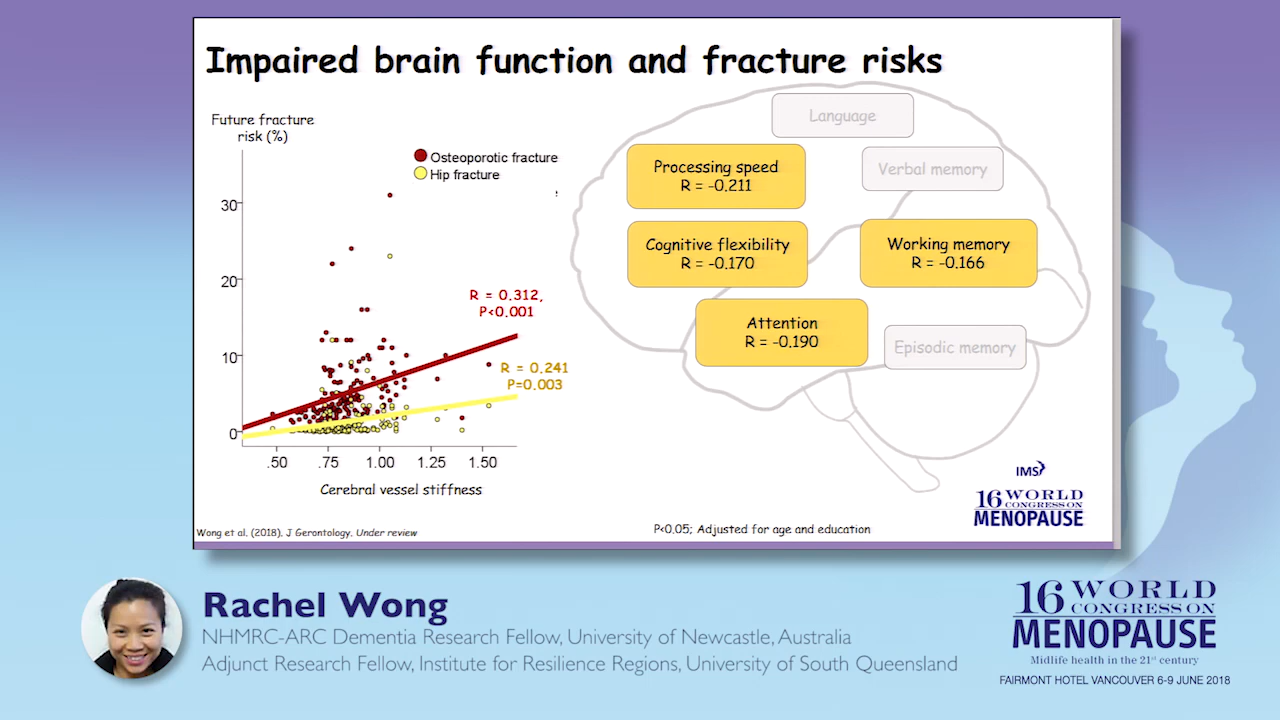 Impaired brain function and fracture risks
Future fracture
risk (%)
Osteoporotic fracture
Hip fracture
30
20
10
0
R = 0.312,
P<0.001
R = 0.241
P=0.003
.50 .75 1.00 1.25 1.50
Cerebral vessel stiffness
Language
Processing speed
R = -0.211
Verbal memory
Cognitive flexibility
R = -0.170
Working memory
R = -0.166
Attention
R = -0.190
Episodic memory
IMS
16 WORLD
CONGRESS ON
MENOPAUSE
Wong et al. (2018), J Gerontology, Under review
P<0.05; Adjusted for age and education
Rachel Wong
NHMRC-ARC Dementia Research Fellow, University of Newcastle, Australia
Adjunct Research Fellow, Institute for Resilience Regions, University of South Queensland
16 WORLD
CONGRESS ON
MENOPAUSE
Midlife health in the 21st century
FAIRMONT HOTEL VANCOUVER 6-9 JUNE 2018